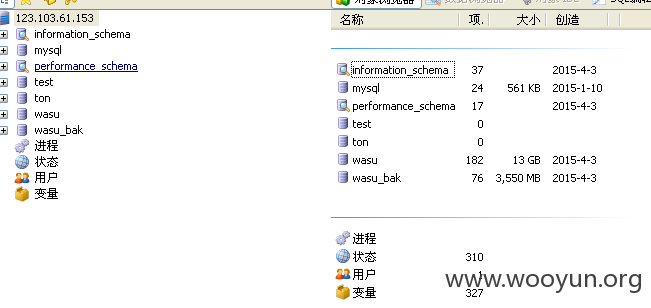 123.103.61.153
information_schema
mysql
performance_schema
test
ton
wasu
wasu_bak
进程
状态
用户
变量
名称 项. 大小 创造
information_schema 37 2015-4-3
mysql 24 561 KB 2015-1-10
performance_schema 17 2015-4-3
test 0
ton 0
wasu 182 13 GB 2015-4-3
wasu_bak 76 3,550 MB 2015-4-3
进程
状态 310
用户 1
变量 327
www.wooyun.org